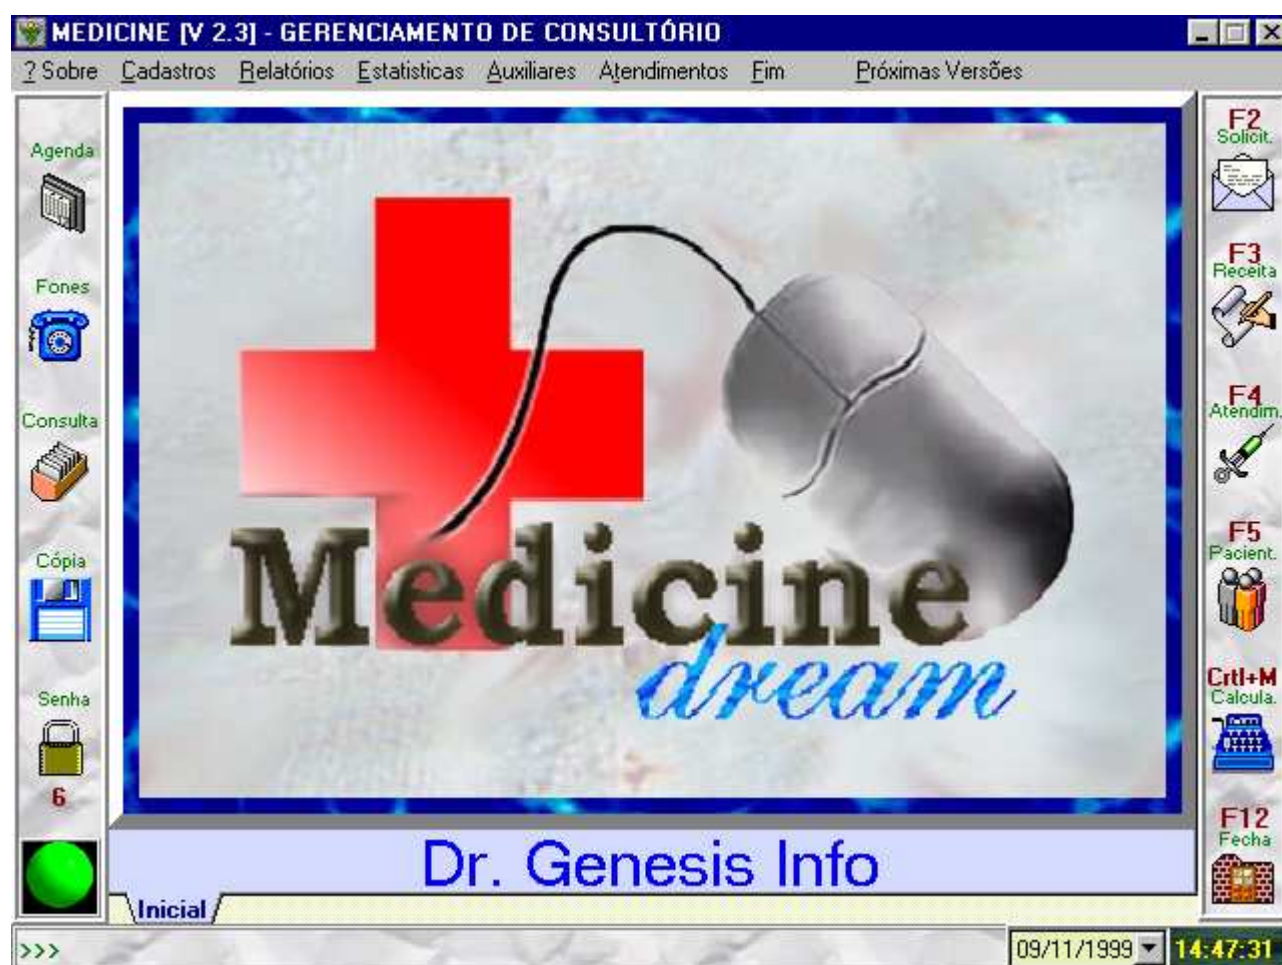 MEDICINE [V 2.3] - GERENCIAMENTO DE CONSULTÓRIO
? Sobre Cadastros Relatórios Estatisticas Auxiliares Atendimentos Fim Próximas Versões
Agenda
Fones
Consulta
Cópia
Senha
6
Medicine
dream
Dr. Genesis Info
Inicial
F2
Solicit.
F3
Receita
F4
Atendim.
F5
Pacient.
Crtl+M
Calcula.
F12
Fecha
>>>
09/11/1999
14:47:31